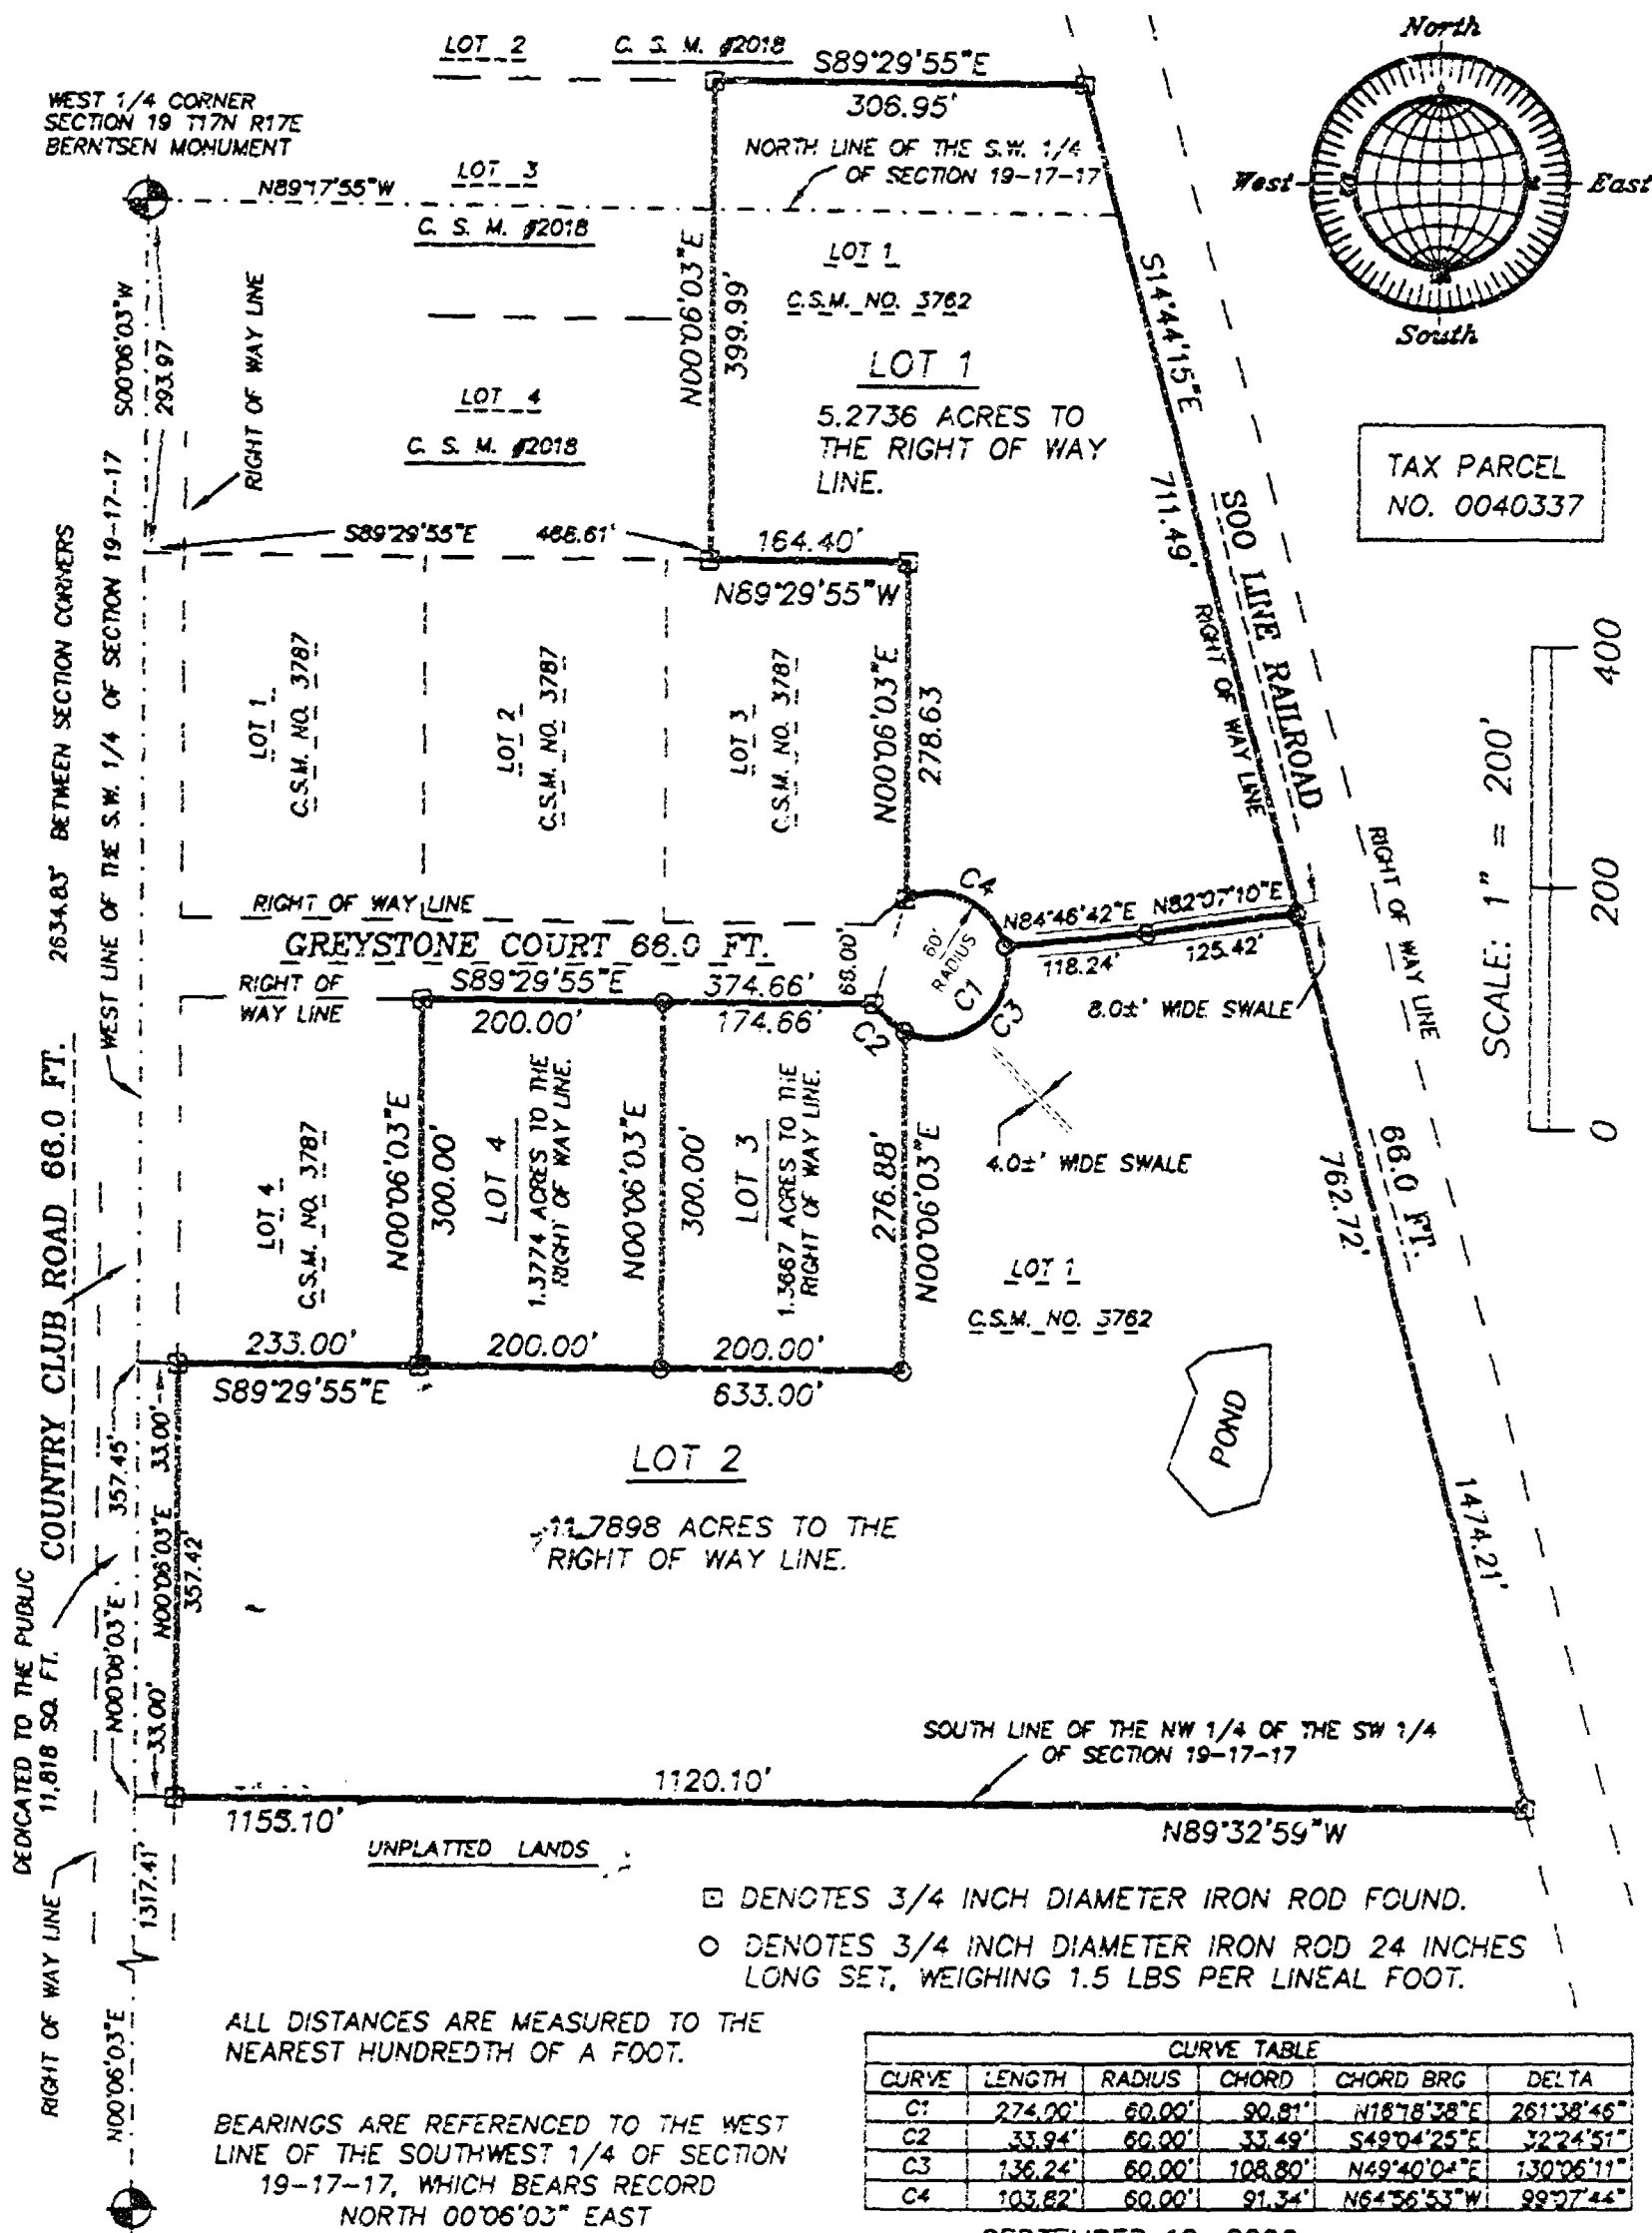 LOT 2
C. S. M. #2018
S89°29'55"E
306.95'
North
West
East
South
WEST 1/4 CORNER
SECTION 19 T17N R17E
BERNTSEN MONUMENT
N89°17'55"W
LOT 3
C. S. M. #2018
NORTH LINE OF THE S.W. 1/4
OF SECTION 19-17-17
LOT 1
C.S.M. NO. 3762
S00°06'03"W
293.97
RIGHT OF WAY LINE
N00°06'03"E
399.99'
LOT 1
5.2736 ACRES TO
THE RIGHT OF WAY
LINE.
LOT 4
C. S. M. #2018
S14°44'15"E
711.49'
SOO LINE RAILROAD
RIGHT OF WAY LINE
TAX PARCEL
NO. 0040337
S89°29'55"E
468.61'
164.40'
N89°29'55"W
2634.83' BETWEEN SECTION CORNERS
WEST LINE OF THE S.W. 1/4 OF SECTION 19-17-17
LOT 1
C.S.M. NO. 3787
LOT 2
C.S.M. NO. 3787
LOT 3
C.S.M. NO. 3787
N00°06'03"E
278.63
SCALE: 1" = 200'
400
200
0
RIGHT OF WAY LINE
RIGHT OF WAY LINE
GREYSTONE COURT 66.0 FT.
C4
60'
RADIUS
C1
C3
C2
N84°46'42"E
N82°07'10"E
118.24'
125.42'
8.0±' WIDE SWALE
RIGHT OF
WAY LINE
S89°29'55"E
374.66'
68.00'
200.00'
174.66'
COUNTRY CLUB ROAD 66.0 FT.
LOT 4
C.S.M. NO. 3787
N00°06'03"E
300.00'
LOT 4
1.3774 ACRES TO THE
RIGHT OF WAY LINE.
N00°06'03"E
300.00'
LOT 3
1.3667 ACRES TO THE
RIGHT OF WAY LINE.
276.88'
N00°06'03"E
4.0±' WIDE SWALE
66.0 FT.
762.72'
LOT 1
C.S.M. NO. 3762
233.00'
200.00'
200.00'
S89°29'55"E
633.00'
POND
33.00'
357.45'
N00°06'03"E
357.42'
LOT 2
11.7898 ACRES TO THE
RIGHT OF WAY LINE.
1474.21'
DEDICATED TO THE PUBLIC
11,818 SQ. FT.
N00°06'03"E
33.00'
SOUTH LINE OF THE NW 1/4 OF THE SW 1/4
OF SECTION 19-17-17
1120.10'
1153.10'
N89°32'59"W
UNPLATTED LANDS
RIGHT OF WAY LINE
1317.41'
N00°06'03"E
DENOTES 3/4 INCH DIAMETER IRON ROD FOUND.
DENOTES 3/4 INCH DIAMETER IRON ROD 24 INCHES
LONG SET, WEIGHING 1.5 LBS PER LINEAL FOOT.
ALL DISTANCES ARE MEASURED TO THE
NEAREST HUNDREDTH OF A FOOT.
BEARINGS ARE REFERENCED TO THE WEST
LINE OF THE SOUTHWEST 1/4 OF SECTION
19-17-17, WHICH BEARS RECORD
NORTH 00°06'03" EAST
CURVE TABLE
CURVE LENGTH RADIUS CHORD CHORD BRG DELTA
C1 274.00' 60.00' 90.81' N16°18'38"E 261°38'46"
C2 33.94' 60.00' 33.49' S49°04'25"E 32°24'51"
C3 136.24' 60.00' 108.80' N49°40'04"E 130°06'11"
C4 103.82' 60.00' 91.34' N64°56'53"W 99°07'44"